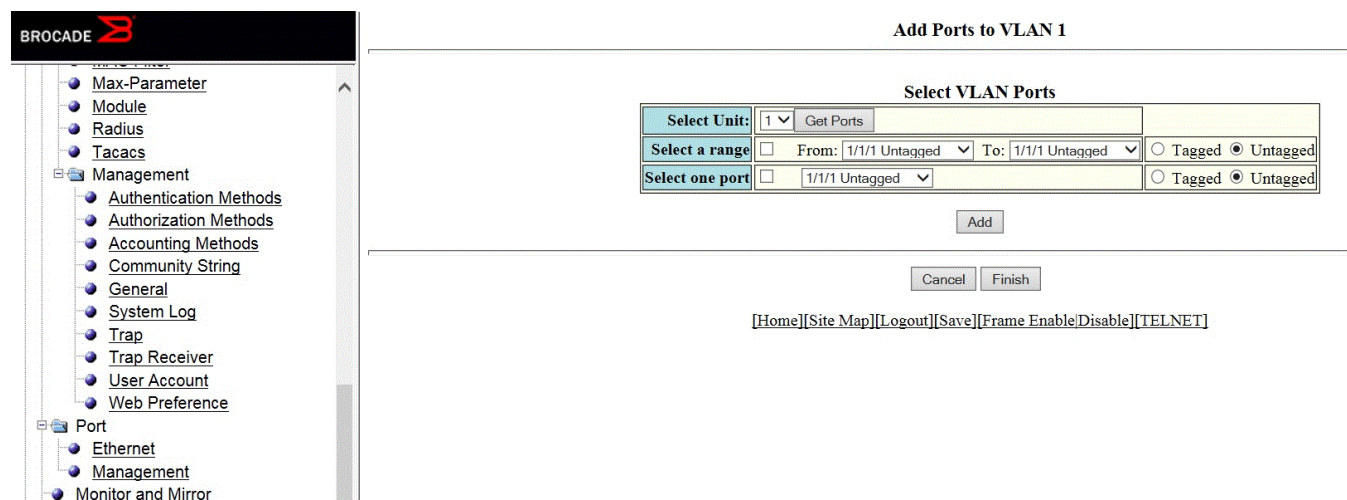 BROCADE
Max-Parameter
Module
Radius
Tacacs
Management
Authentication Methods
Authorization Methods
Accounting Methods
Community String
General
System Log
Trap
Trap Receiver
User Account
Web Preference
Port
Ethernet
Management
Monitor and Mirror
Add Ports to VLAN 1
Select VLAN Ports
Select Unit: 1 Get Ports
Select a range From: 1/1/1 Untagged To: 1/1/1 Untagged Tagged Untagged
Select one port 1/1/1 Untagged Tagged Untagged
Add
Cancel Finish
[Home][Site Map][Logout][Save][Frame Enable|Disable][TELNET]